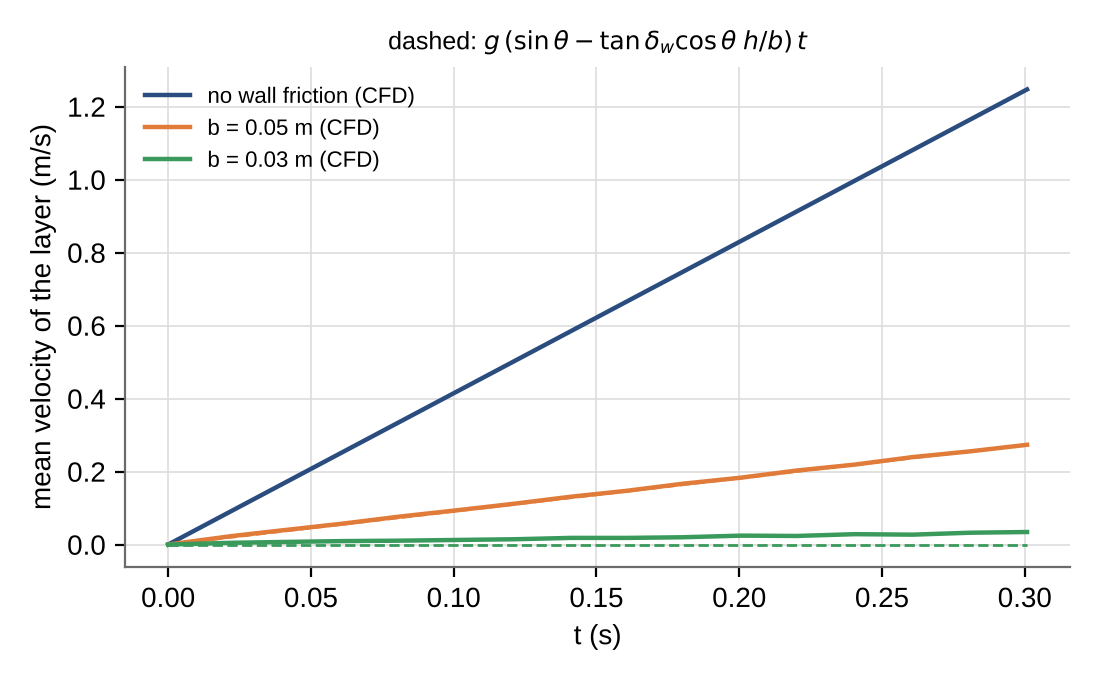 dashed: g (sin θ − tan δ_w cos θ h/b) t
no wall friction (CFD)
b = 0.05 m (CFD)
b = 0.03 m (CFD)
mean velocity of the layer (m/s)
1.2
1.0
0.8
0.6
0.4
0.2
0.0
0.00 0.05 0.10 0.15 0.20 0.25 0.30
t (s)